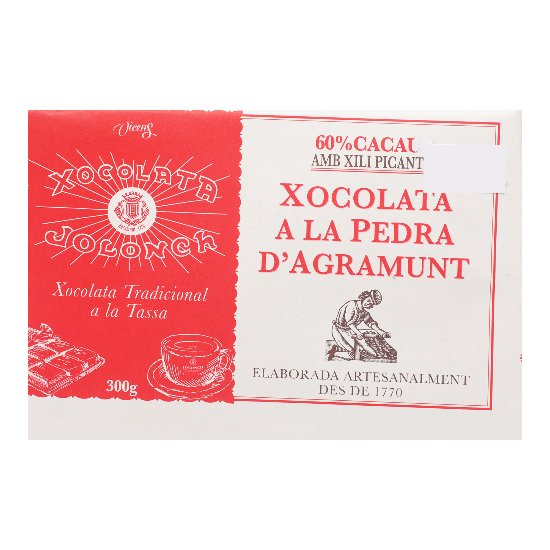 Vicens
XOCOLATA
JOLONCH
Xocolata Tradicional
a la Tassa
300g
60%CACAU
AMB XILI PICANT
XOCOLATA
A LA PEDRA
D'AGRAMUNT
ELABORADA ARTESANALMENT
DES DE 1770